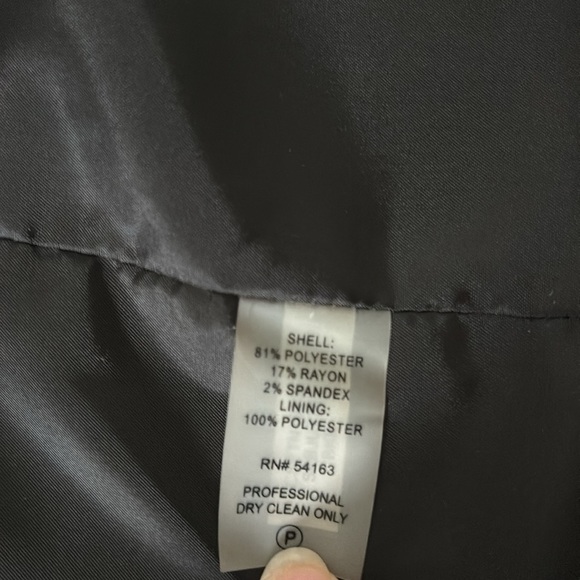 SHELL:
81% POLYESTER
17% RAYON
2% SPANDEX
LINING:
100% POLYESTER
RN# 54163
PROFESSIONAL
DRY CLEAN ONLY
P